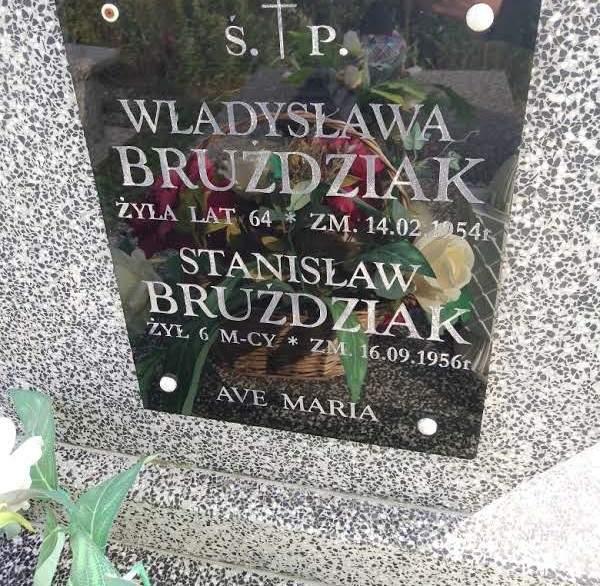 Ś. P.
WŁADYSŁAWA
BRUŹDZIAK
ŻYŁA LAT 64 * ZM. 14.02.1954r
STANISŁAW
BRUŹDZIAK
ŻYŁ 6 M-CY * ZM. 16.09.1956r
AVE MARIA